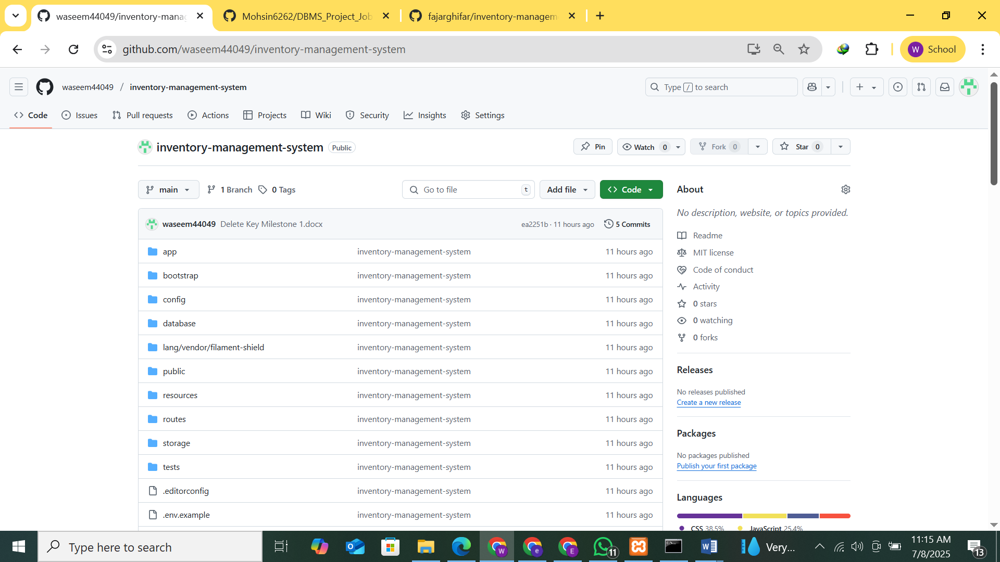 waseem44049/inventory-mana
Mohsin6262/DBMS_Project_Job
fajarghifar/inventory-managem
github.com/waseem44049/inventory-management-system
W School
waseem44049 / inventory-management-system
Type / to search
Code Issues Pull requests Actions Projects Wiki Security Insights Settings
inventory-management-system Public
Pin Watch 0 Fork 0 Star 0
main 1 Branch 0 Tags Go to file t Add file Code
waseem44049 Delete Key Milestone 1.docx ea2251b · 11 hours ago 5 Commits
app inventory-management-system 11 hours ago
bootstrap inventory-management-system 11 hours ago
config inventory-management-system 11 hours ago
database inventory-management-system 11 hours ago
lang/vendor/filament-shield inventory-management-system 11 hours ago
public inventory-management-system 11 hours ago
resources inventory-management-system 11 hours ago
routes inventory-management-system 11 hours ago
storage inventory-management-system 11 hours ago
tests inventory-management-system 11 hours ago
.editorconfig inventory-management-system 11 hours ago
.env.example inventory-management-system 11 hours ago
About
No description, website, or topics provided.
Readme
MIT license
Code of conduct
Activity
0 stars
0 watching
0 forks
Releases
No releases published
Create a new release
Packages
No packages published
Publish your first package
Languages
CSS 38.5% JavaScript 25.4%
Type here to search
W e E 11
Very...
11:15 AM
7/8/2025
13